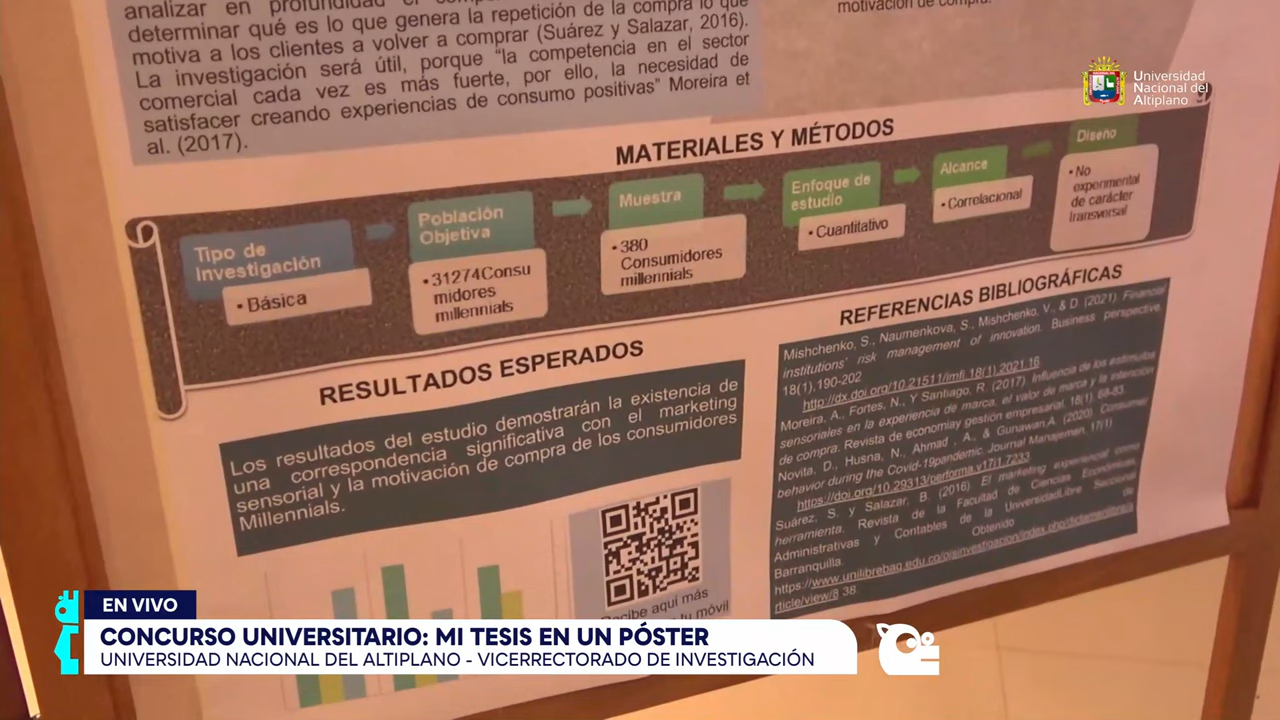 analizar en profundidad el
determinar qué es lo que genera la repetición de la compra lo que
motiva a los clientes a volver a comprar (Suárez y Salazar, 2016).
La investigación será útil, porque “la competencia en el sector
comercial cada vez es más fuerte, por ello, la necesidad de
satisfacer creando experiencias de consumo positivas” Moreira et
al. (2017).
motivación de compra.
Universidad
Nacional del
Altiplano
MATERIALES Y MÉTODOS
Tipo de
Investigación
• Básica
Población
Objetiva
• 31274Consu
midores
millennials
Muestra
• 380
Consumidores
millennials
Enfoque de
estudio
• Cuantitativo
Alcance
• Correlacional
Diseño
• No
experimental
de carácter
transversal
RESULTADOS ESPERADOS
Los resultados del estudio demostrarán la existencia de
una correspondencia significativa con el marketing
sensorial y la motivación de compra de los consumidores
Millennials.
REFERENCIAS BIBLIOGRÁFICAS
Mishchenko, S., Naumenkova, S., Mishchenko, V., & D. (2021). Financial
institutions' risk management of innovation. Business perspective,
18(1),190-202
http://dx.doi.org/10.21511/imfi.18(1).2021.16
Moreira, A., Fortes, N., Y Santiago, R. (2017). Influencia de los estímulos
sensoriales en la experiencia de marca, el valor de marca y la intención
de compra. Revista de economiay gestión empresarial, 18(1), 68-83.
Novita, D., Husna, N., Ahmad , A., & Gunawan,A. (2020). Consumer
behavior during the Covid-19pandemic. Journal Manajemen, 17(1)
https://doi.org/10.29313/performa.v17i1.7233
Suárez, S. y Salazar, B. (2016). El marketing experiencial como
herramienta. Revista de la Facultad de Ciencias Económicas,
Administrativas y Contables de la UniversidadLibre Seccional
Barranquilla. Obtenido de
https://www.unilibrebaq.edu.co/ojsinvestigacion/index.php/dictamenlibre/a
rticle/view/8 38.
aquí más
tu móvil
EN VIVO
CONCURSO UNIVERSITARIO: MI TESIS EN UN PÓSTER
UNIVERSIDAD NACIONAL DEL ALTIPLANO - VICERRECTORADO DE INVESTIGACIÓN